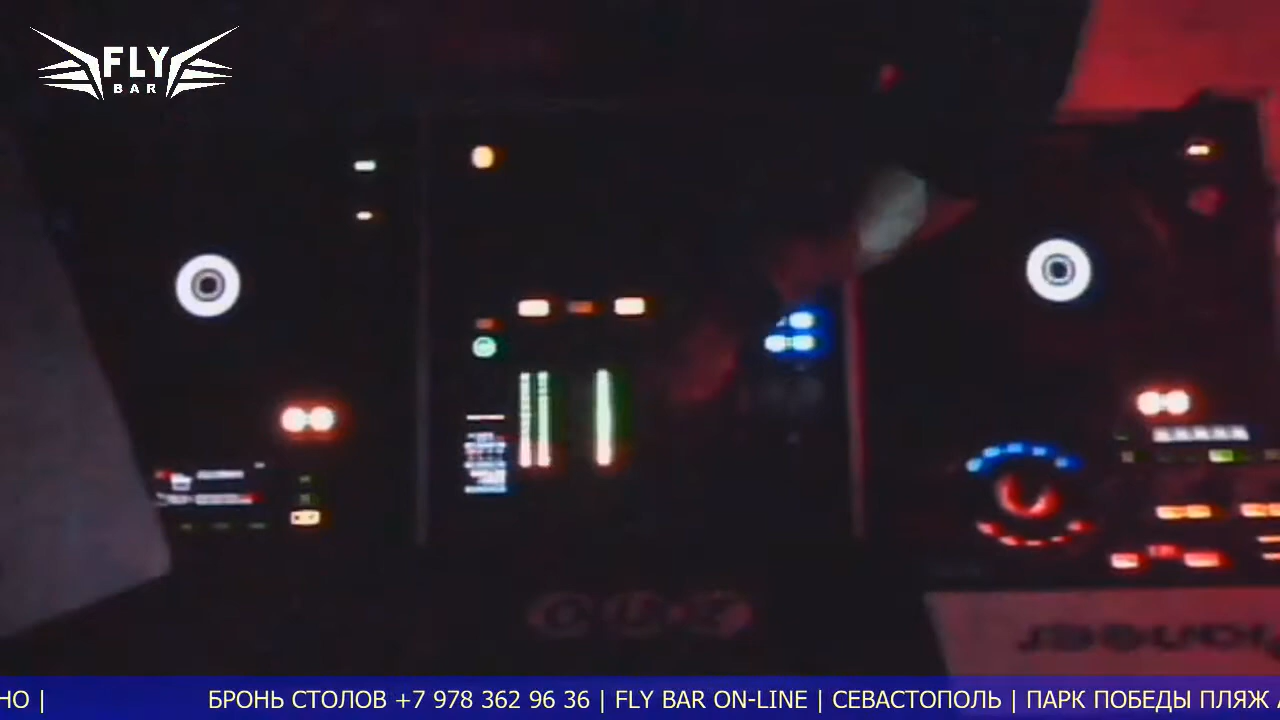 FLY
BAR
НО | БРОНЬ СТОЛОВ +7 978 362 96 36 | FLY BAR ON-LINE | СЕВАСТОПОЛЬ | ПАРК ПОБЕДЫ ПЛЯЖ